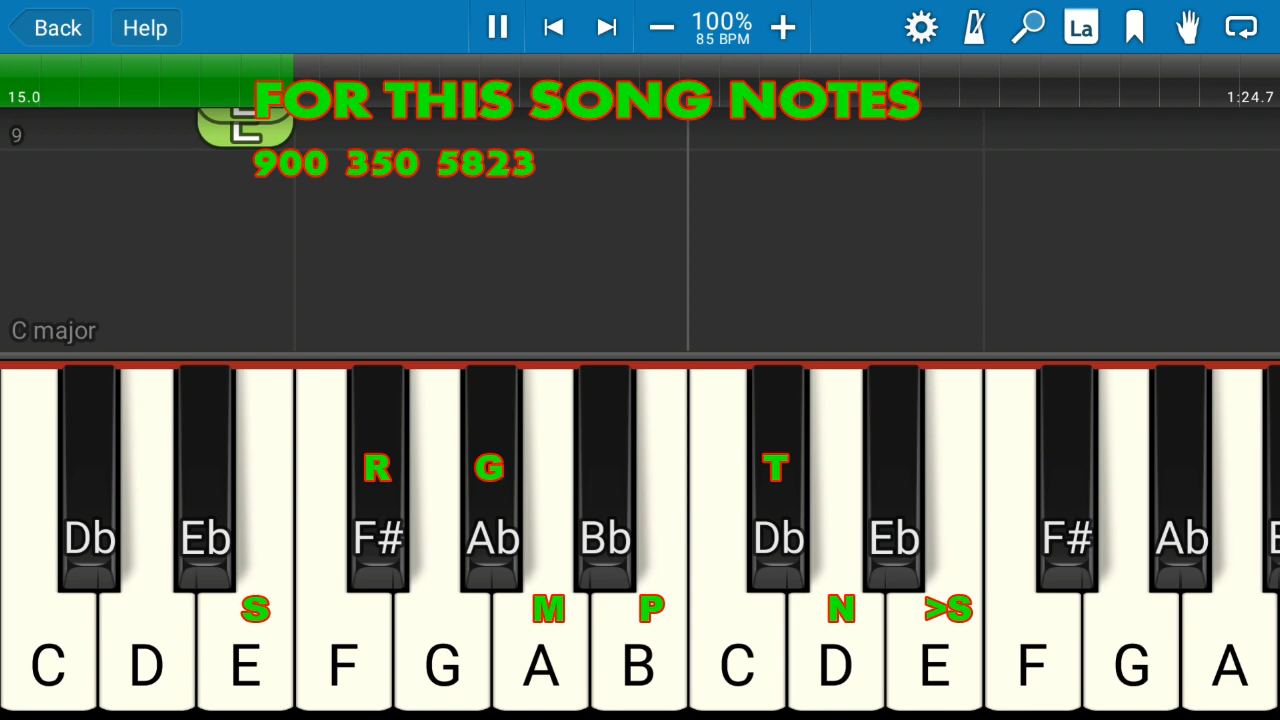 Back Help 100% La
85 BPM
15.0 FOR THIS SONG NOTES 1:24.7
E
9
900 350 5823
C major
R G T
Db Eb F# Ab Bb Db Eb F# Ab
S M P N >S
C D E F G A B C D E F G A